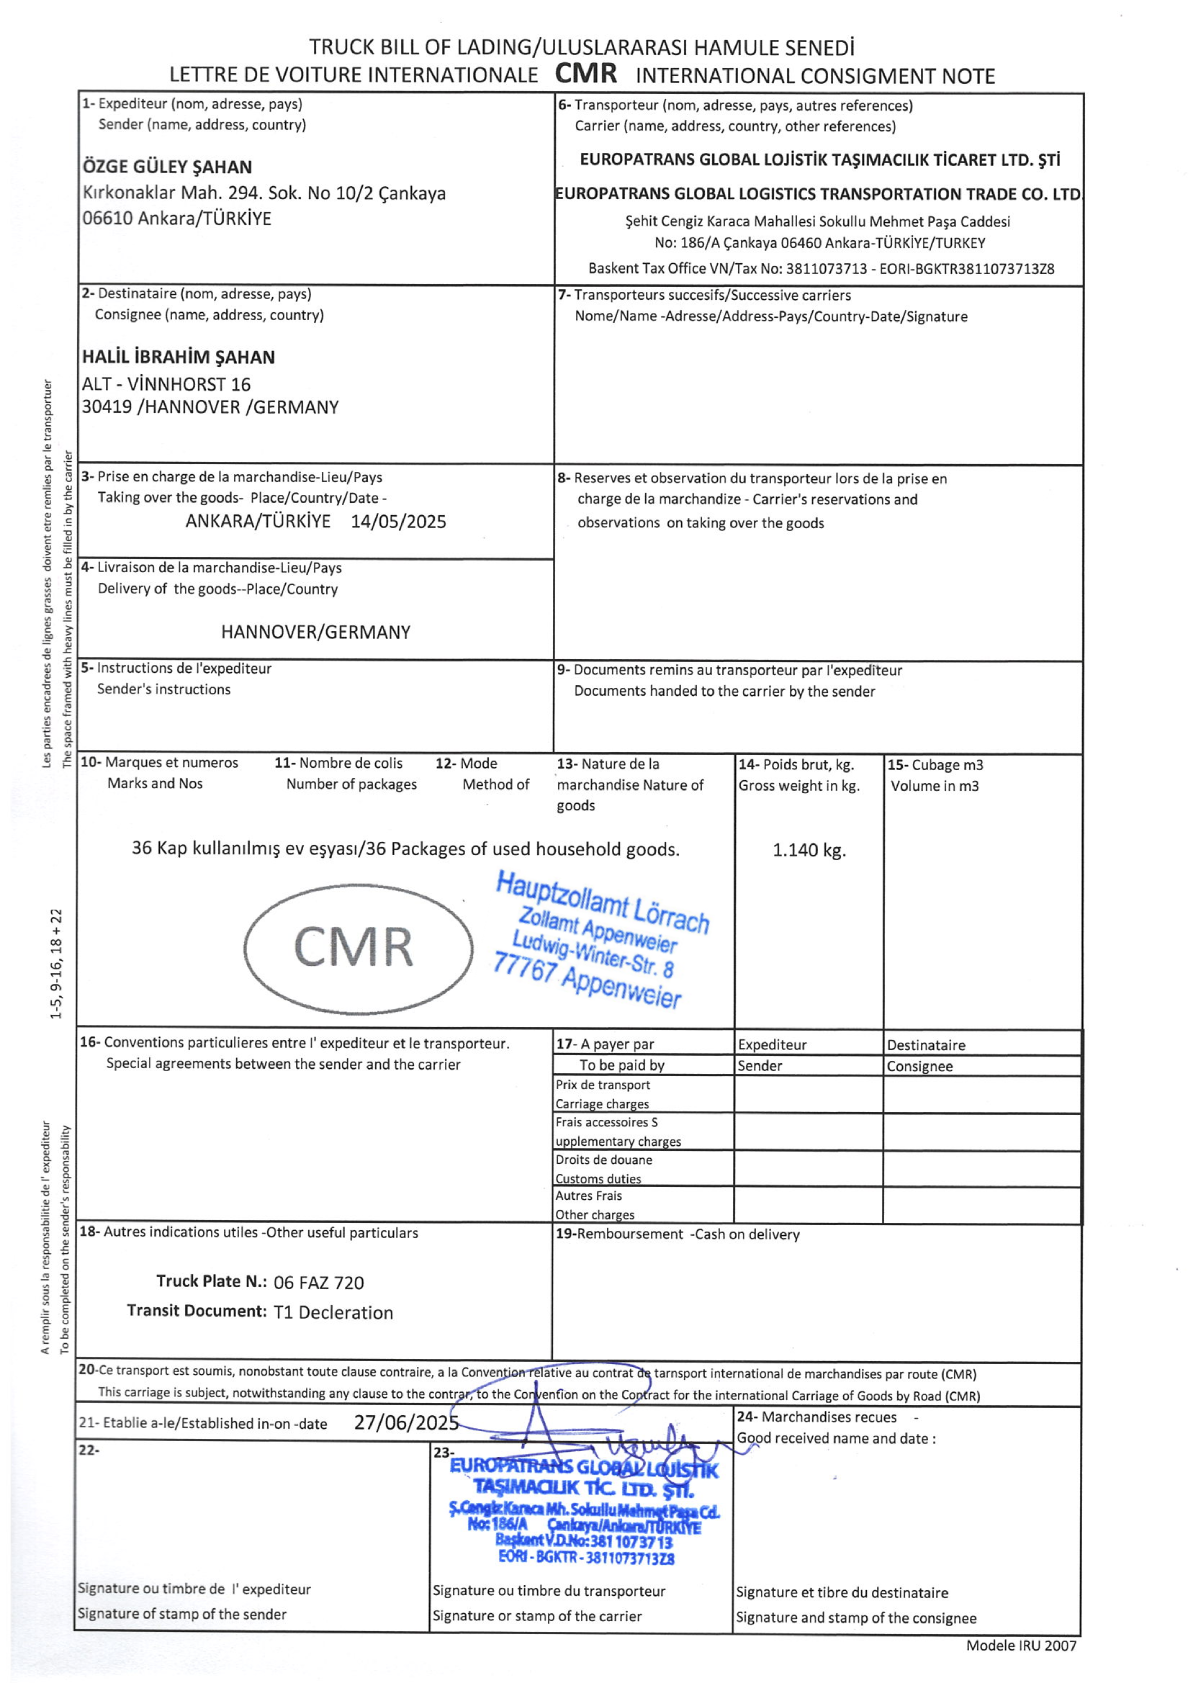 TRUCK BILL OF LADING/ULUSLARARASI HAMULE SENEDİ
LETTRE DE VOITURE INTERNATIONALE CMR INTERNATIONAL CONSIGMENT NOTE
1- Expediteur (nom, adresse, pays)
Sender (name, address, country)
ÖZGE GÜLEY ŞAHAN
Kırkonaklar Mah. 294. Sok. No 10/2 Çankaya
06610 Ankara/TÜRKİYE
6- Transporteur (nom, adresse, pays, autres references)
Carrier (name, address, country, other references)
EUROPATRANS GLOBAL LOJİSTİK TAŞIMACILIK TİCARET LTD. ŞTİ
EUROPATRANS GLOBAL LOGISTICS TRANSPORTATION TRADE CO. LTD.
Şehit Cengiz Karaca Mahallesi Sokullu Mehmet Paşa Caddesi
No: 186/A Çankaya 06460 Ankara-TÜRKİYE/TURKEY
Baskent Tax Office VN/Tax No: 3811073713 - EORI-BGKTR3811073713Z8
2- Destinataire (nom, adresse, pays)
Consignee (name, address, country)
HALİL İBRAHİM ŞAHAN
ALT - VİNNHORST 16
30419 /HANNOVER /GERMANY
7- Transporteurs succesifs/Successive carriers
Nome/Name -Adresse/Address-Pays/Country-Date/Signature
3- Prise en charge de la marchandise-Lieu/Pays
Taking over the goods- Place/Country/Date -
ANKARA/TÜRKİYE 14/05/2025
8- Reserves et observation du transporteur lors de la prise en
charge de la marchandize - Carrier's reservations and
observations on taking over the goods
4- Livraison de la marchandise-Lieu/Pays
Delivery of the goods--Place/Country
HANNOVER/GERMANY
5- Instructions de l'expediteur
Sender's instructions
9- Documents remins au transporteur par l'expediteur
Documents handed to the carrier by the sender
Les parties encadrees de lignes grasses doivent etre remlies par le transportuer
The space framed with heavy lines must be filled in by the carrier
10- Marques et numeros
Marks and Nos
11- Nombre de colis
Number of packages
12- Mode
Method of
13- Nature de la
marchandise Nature of
goods
14- Poids brut, kg.
Gross weight in kg.
15- Cubage m3
Volume in m3
36 Kap kullanılmış ev eşyası/36 Packages of used household goods.
1.140 kg.
CMR
Hauptzollamt Lörrach
Zollamt Appenweier
Ludwig-Winter-Str. 8
77767 Appenweier
1-5, 9-16, 18 + 22
16- Conventions particulieres entre l' expediteur et le transporteur.
Special agreements between the sender and the carrier
17- A payer par
To be paid by
Expediteur
Sender
Destinataire
Consignee
Prix de transport
Carriage charges
Frais accessoires S
upplementary charges
Droits de douane
Customs duties
Autres Frais
Other charges
A remplir sous la responsabilitie de l' expediteur
To be completed on the sender's responsability
18- Autres indications utiles -Other useful particulars
Truck Plate N.: 06 FAZ 720
Transit Document: T1 Decleration
19-Remboursement -Cash on delivery
20-Ce transport est soumis, nonobstant toute clause contraire, a la Convention relative au contrat de tarnsport international de marchandises par route (CMR)
This carriage is subject, notwithstanding any clause to the contrar, to the Convention on the Contract for the international Carriage of Goods by Road (CMR)
21- Etablie a-le/Established in-on -date 27/06/2025
24- Marchandises recues -
Good received name and date :
22-
23-
EUROPATRANS GLOBAL LOJİSTİK
TAŞIMACILIK TİC. LTD. ŞTİ.
Ş.Cengiz Karaca Mh. Sokullu Mehmet Paşa Cd.
No: 186/A Çankaya/Ankara/TÜRKİYE
Başkent V.D.No:3811073713
EORI - BGKTR - 3811073713Z8
Signature ou timbre de l' expediteur
Signature of stamp of the sender
Signature ou timbre du transporteur
Signature or stamp of the carrier
Signature et tibre du destinataire
Signature and stamp of the consignee
Modele IRU 2007